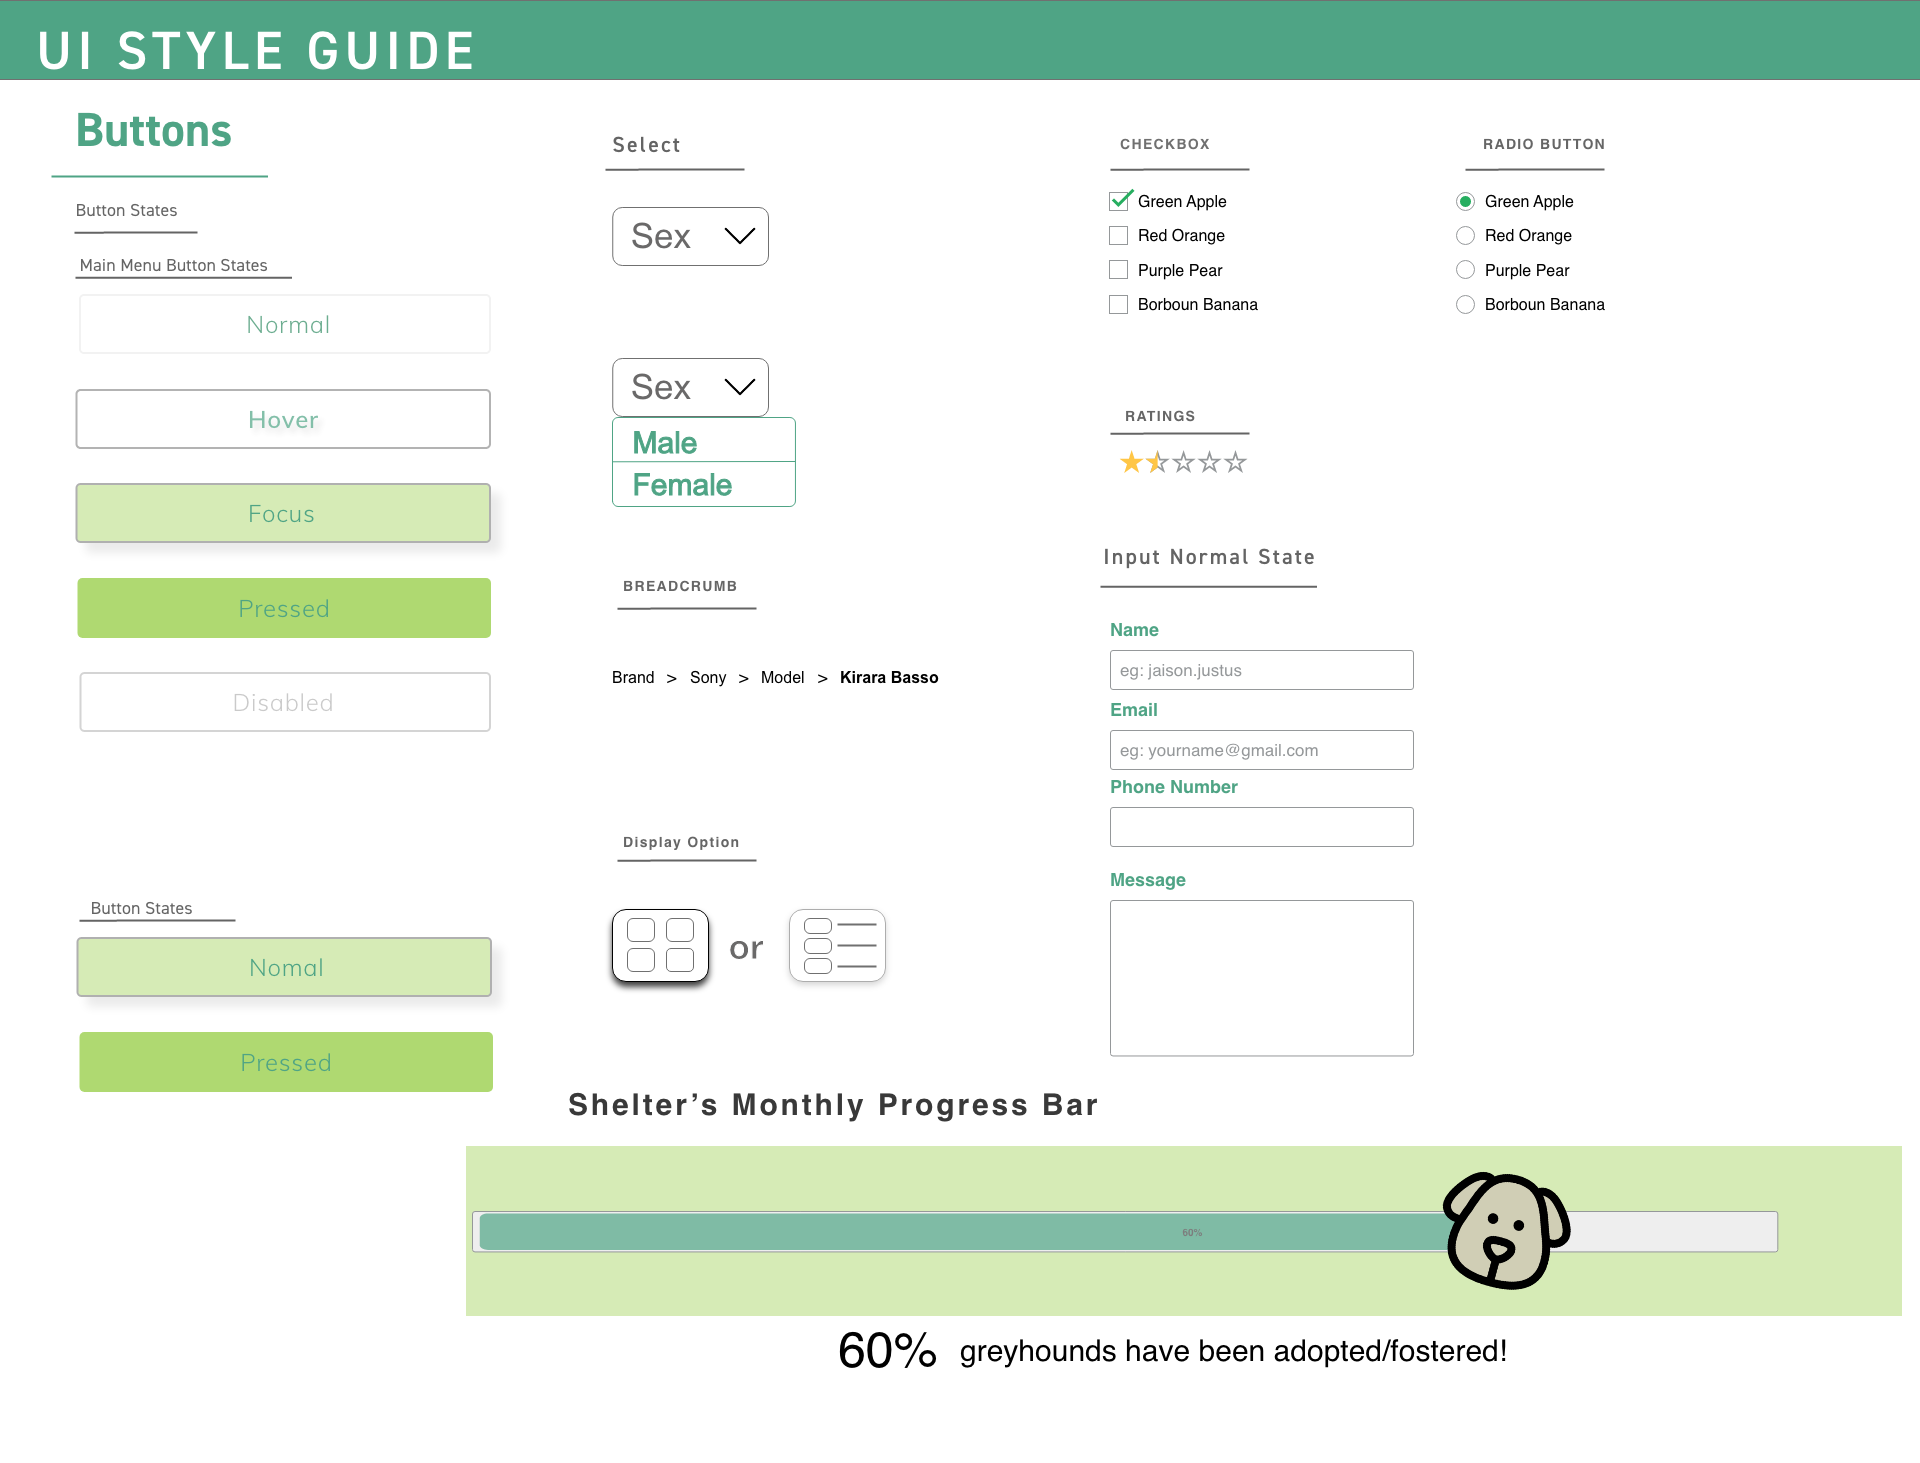 UI STYLE GUIDE
Buttons
Button States
Main Menu Button States
Normal
Hover
Focus
Pressed
Disabled
Button States
Nomal
Pressed
Select
Sex
Sex
Male
Female
BREADCRUMB
Brand > Sony > Model > Kirara Basso
Display Option
or
CHECKBOX
Green Apple
Red Orange
Purple Pear
Borboun Banana
RADIO BUTTON
Green Apple
Red Orange
Purple Pear
Borboun Banana
RATINGS
Input Normal State
Name
eg: jaison.justus
Email
eg: yourname@gmail.com
Phone Number
Message
Shelter’s Monthly Progress Bar
60%
60% greyhounds have been adopted/fostered!